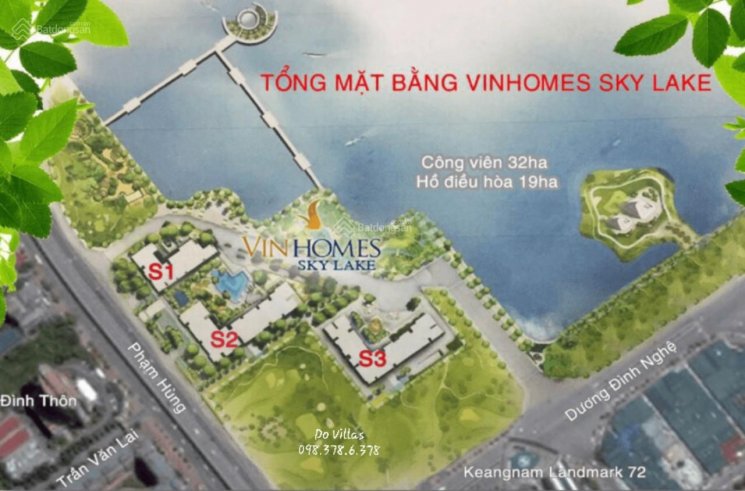 Batdongsan
TỔNG MẶT BẰNG VINHOMES SKY LAKE
Công viên 32ha
Hồ điều hòa 19ha
Batdongsan
VINHOMES
SKY LAKE
S1
S2
S3
Phạm Hùng
Dương Đình Nghệ
Đình Thôn
Trần Văn Lai
Do Villas
098.378.6.378
Keangnam Landmark 72